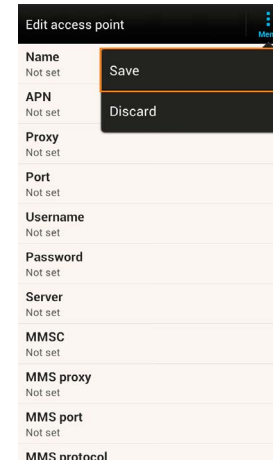 Edit access point
Men
Name
Not set
Save
APN
Not set
Discard
Proxy
Not set
Port
Not set
Username
Not set
Password
Not set
Server
Not set
MMSC
Not set
MMS proxy
Not set
MMS port
Not set
MMS protocol